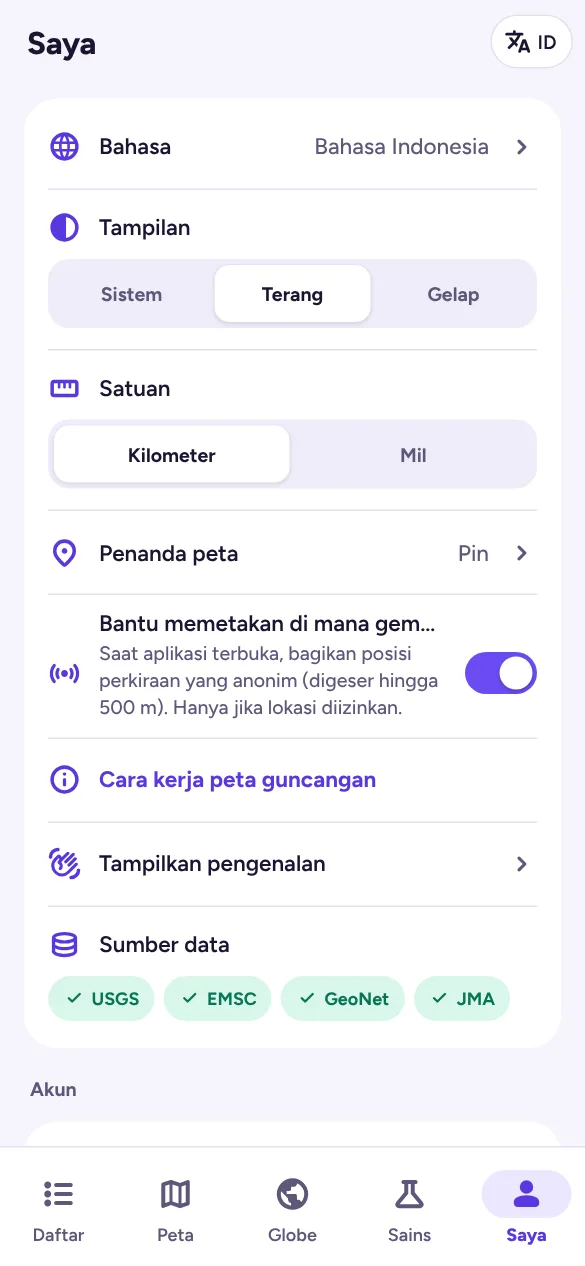 Saya
ID
Bahasa
Bahasa Indonesia
Tampilan
Sistem
Terang
Gelap
Satuan
Kilometer
Mil
Penanda peta
Pin
Bantu memetakan di mana gem...
Saat aplikasi terbuka, bagikan posisi
perkiraan yang anonim (digeser hingga
500 m). Hanya jika lokasi diizinkan.
Cara kerja peta guncangan
Tampilkan pengenalan
Sumber data
USGS
EMSC
GeoNet
JMA
Akun
Daftar
Peta
Globe
Sains
Saya